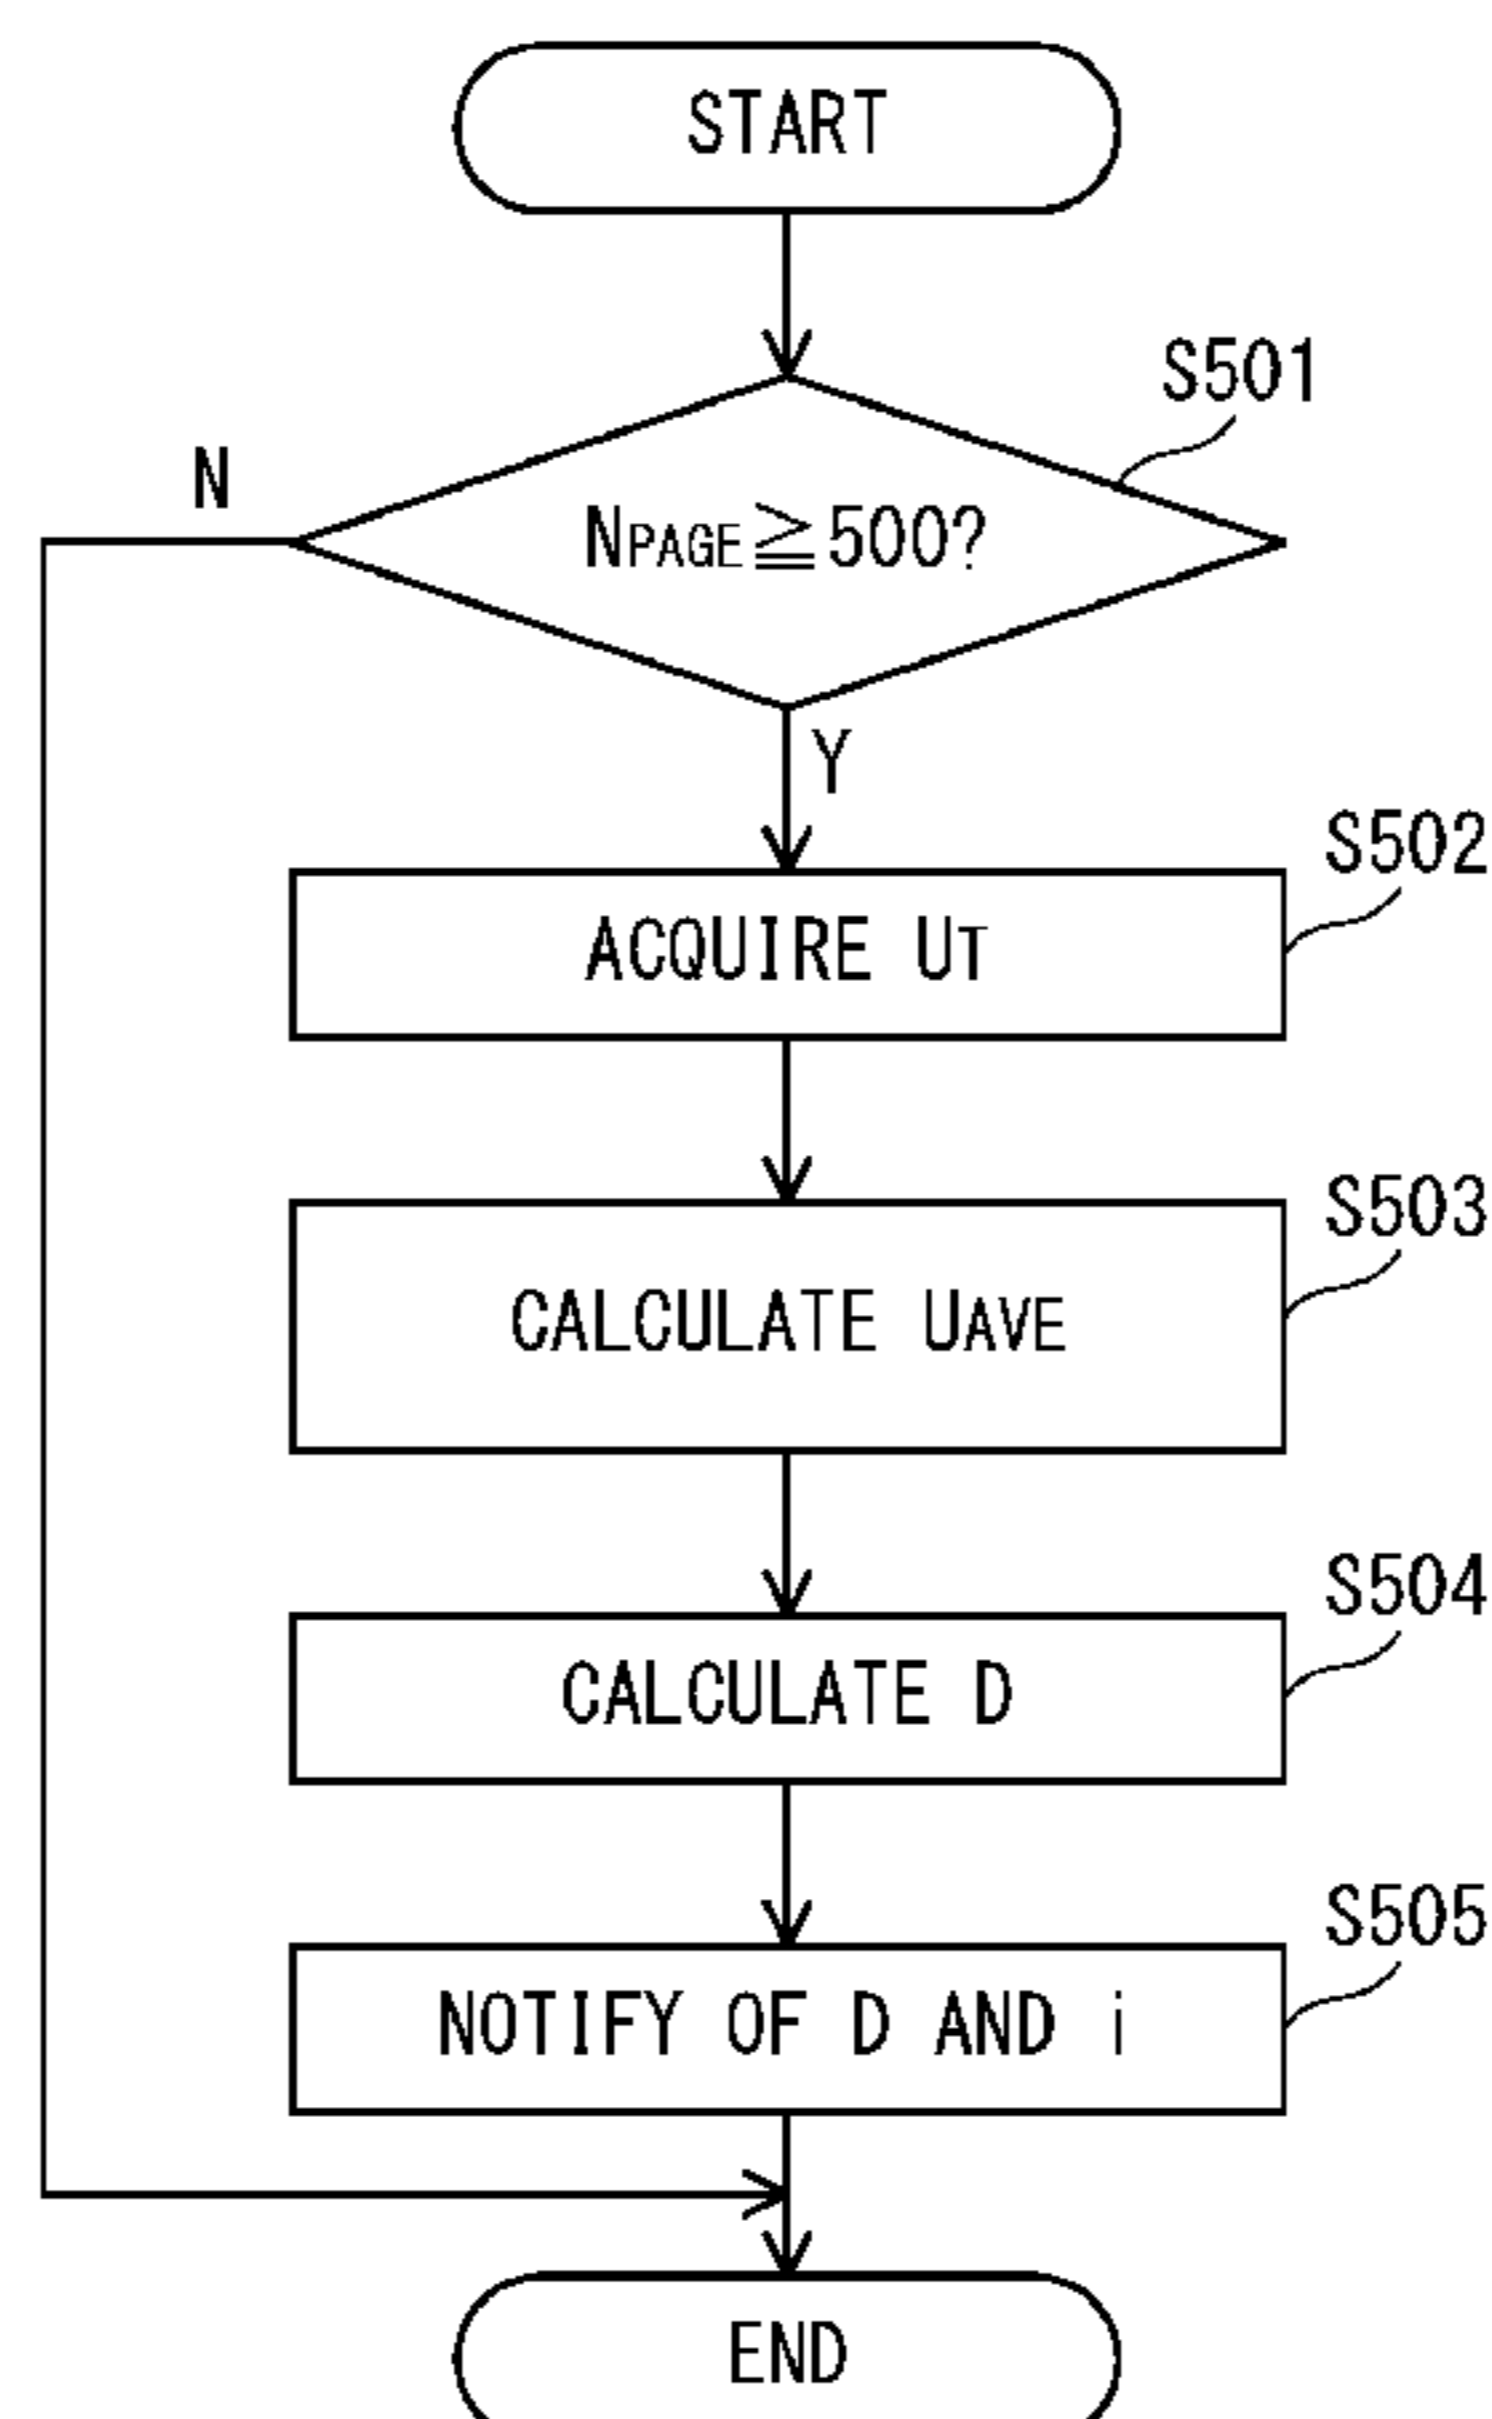 START
S501
N
NPAGE≧500?
Y
S502
ACQUIRE UT
S503
CALCULATE UAVE
S504
CALCULATE D
S505
NOTIFY OF D AND i
END